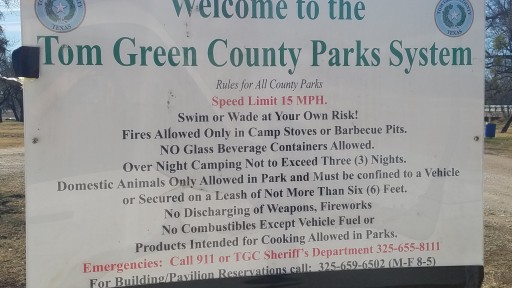 Welcome to the
Tom Green County Parks System
Rules for All County Parks
Speed Limit 15 MPH.
Swim or Wade at Your Own Risk!
Fires Allowed Only in Camp Stoves or Barbecue Pits.
NO Glass Beverage Containers Allowed.
Over Night Camping Not to Exceed Three (3) Nights.
Domestic Animals Only Allowed in Park and Must be confined to a Vehicle
or Secured on a Leash of Not More Than Six (6) Feet.
No Discharging of Weapons, Fireworks
No Combustibles Except Vehicle Fuel or
Products Intended for Cooking Allowed in Parks.
Emergencies: Call 911 or TGC Sheriff's Department 325-655-8111
For Building/Pavilion Reservations call: 325-659-6502 (M-F 8-5)